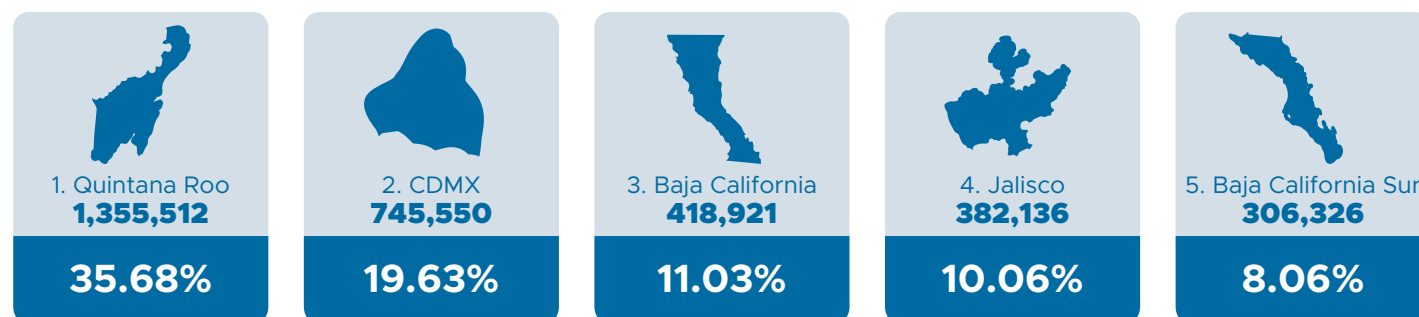 1. Quintana Roo
1,355,512
35.68%
2. CDMX
745,550
19.63%
3. Baja California
418,921
11.03%
4. Jalisco
382,136
10.06%
5. Baja California Sur
306,326
8.06%